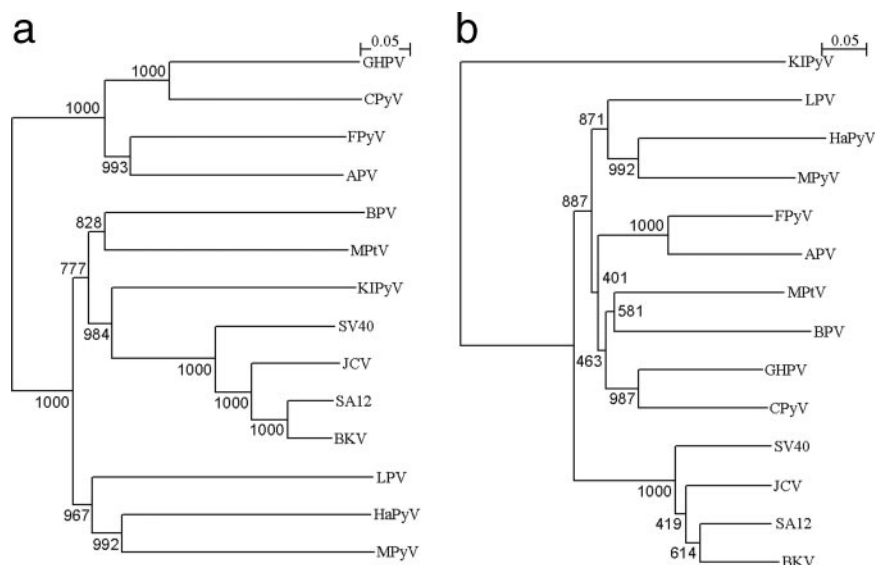 a
0.05
GHPV
1000
CPyV
1000
FPyV
993
APV
BPV
828
MPtV
777
KIPyV
984
SV40
1000
JCV
1000
SA12
1000
BKV
1000
LPV
967
HaPyV
992
MPyV
b
0.05
KIPyV
LPV
871
HaPyV
992
MPyV
887
FPyV
1000
APV
401
MPtV
581
BPV
463
GHPV
987
CPyV
SV40
1000
JCV
419
SA12
614
BKV